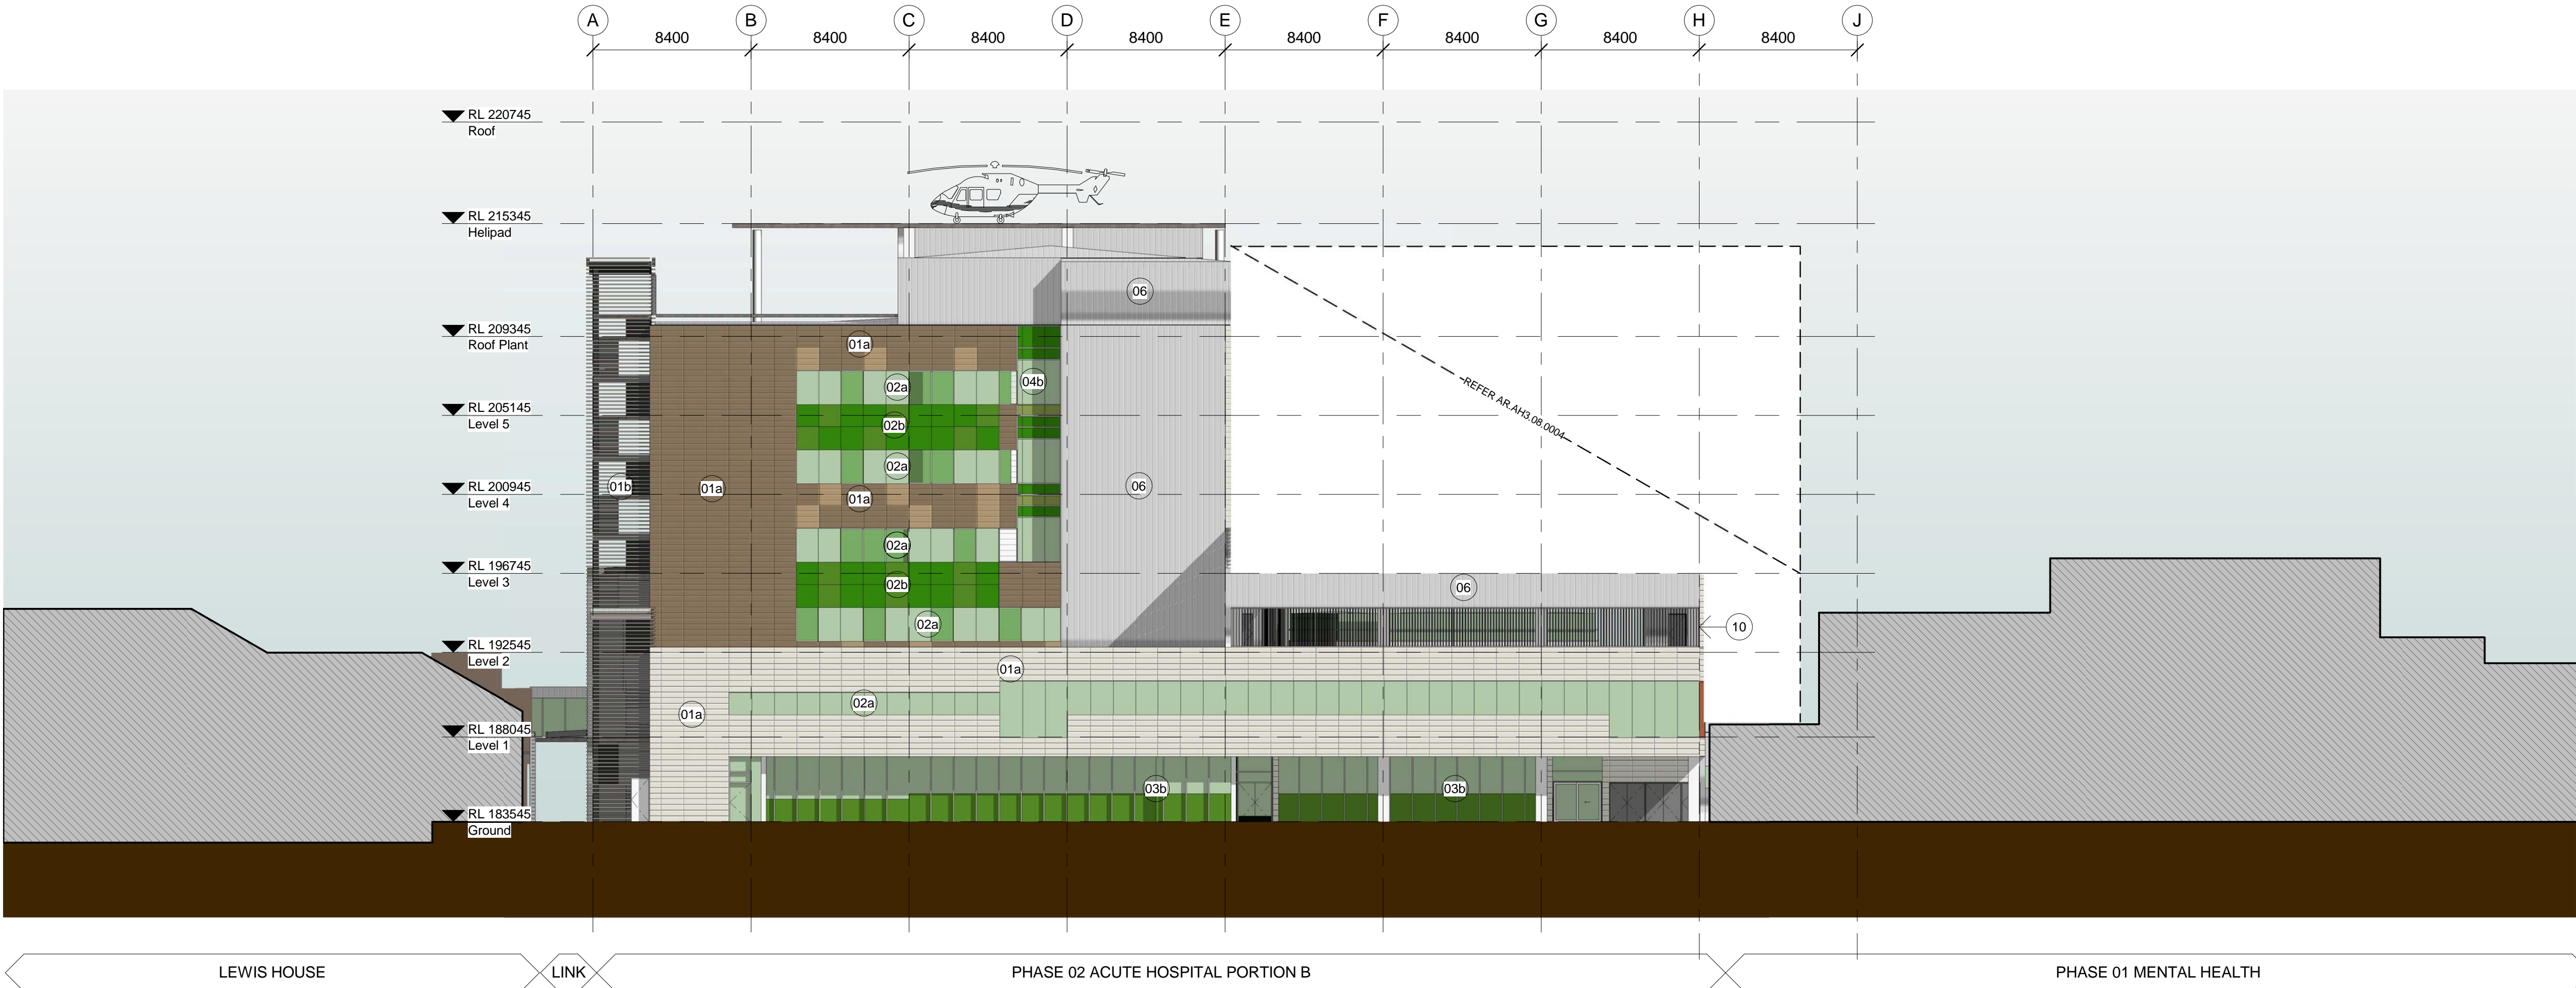 A B C D E F G H J
8400 8400 8400 8400 8400 8400 8400 8400
RL 220745
Roof
RL 215345
Helipad
06
RL 209345
Roof Plant
01a
04b
02a
-REFER AR.AH3.08.0004-
RL 205145
Level 5
02b
02a
01b
01a
06
RL 200945
Level 4
01a
02a
RL 196745
Level 3
02b
06
02a
10
RL 192545
Level 2
01a
02a
01a
RL 188045
Level 1
03b
03b
RL 183545
Ground
LEWIS HOUSE
LINK
PHASE 02 ACUTE HOSPITAL PORTION B
PHASE 01 MENTAL HEALTH